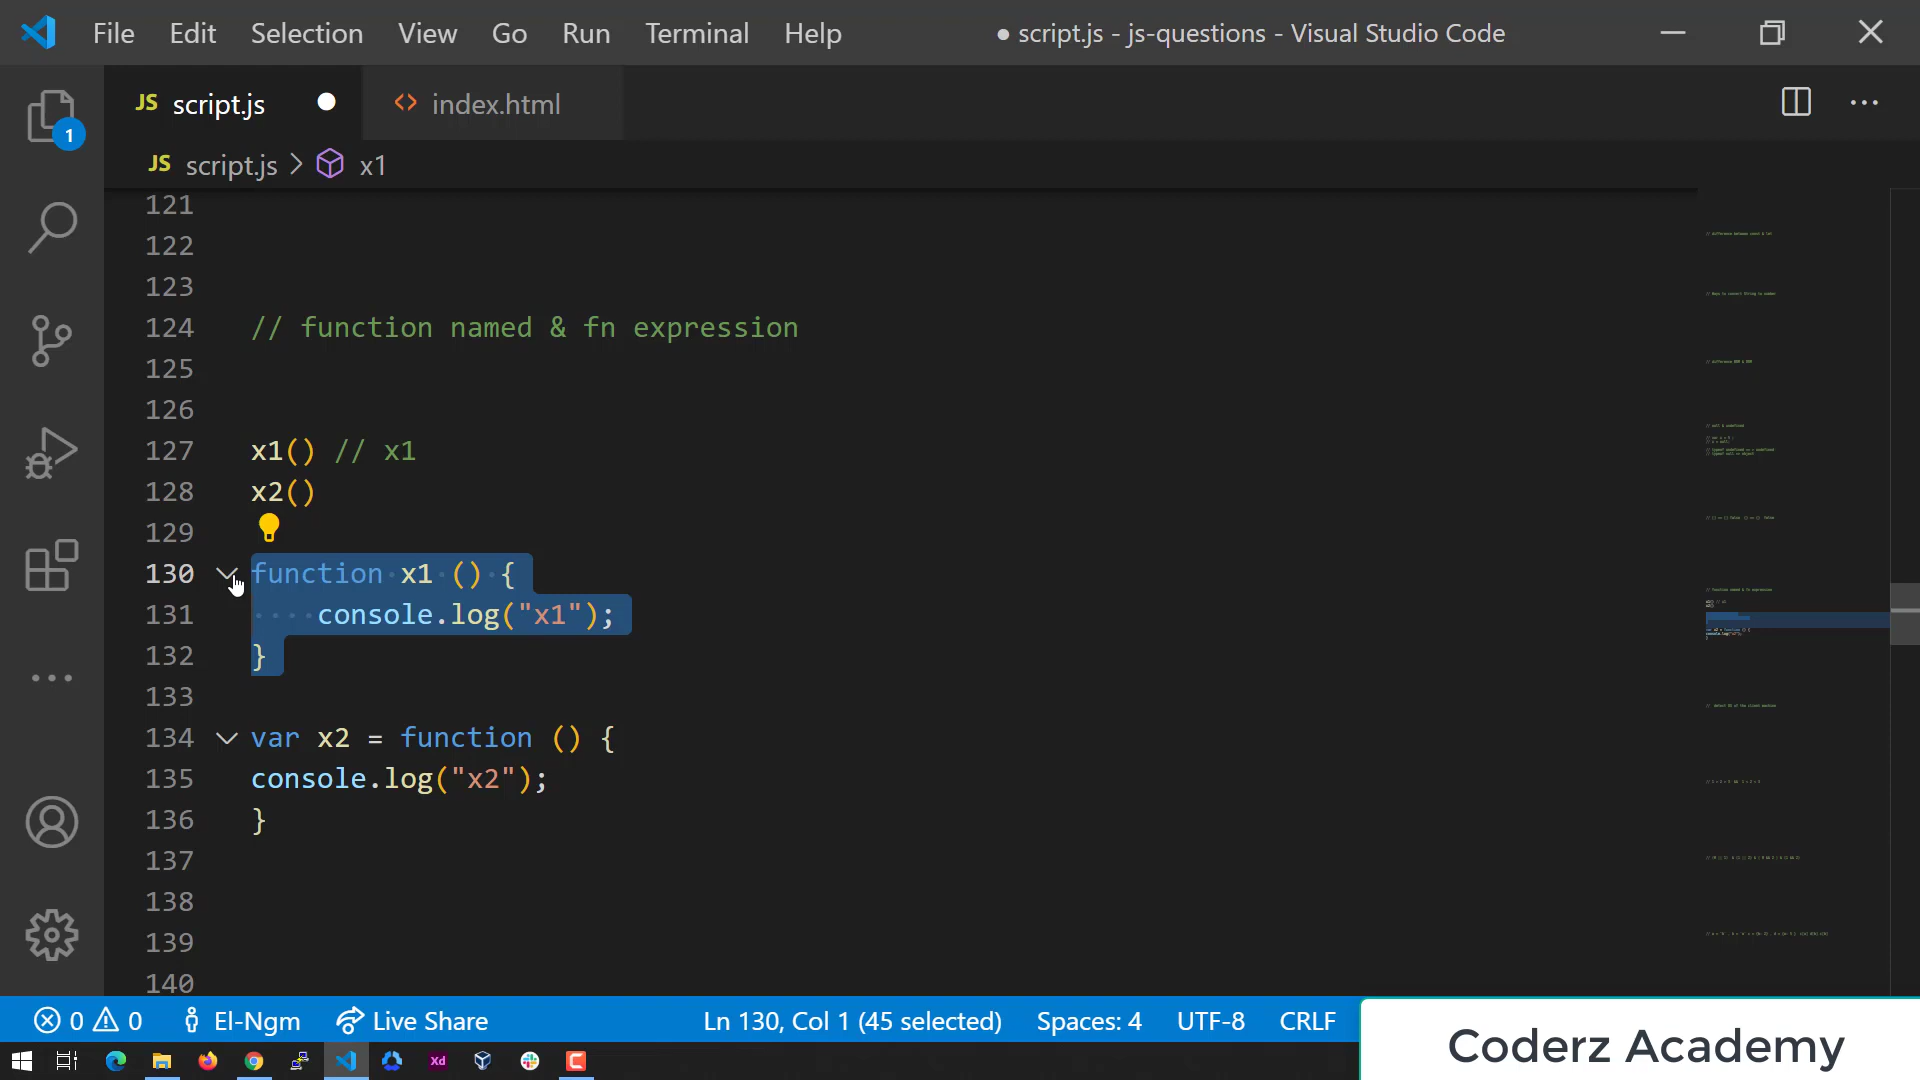 File Edit Selection View Go Run Terminal Help
● script.js - js-questions - Visual Studio Code
JS script.js ●
<> index.html
1
JS script.js > x1
121
122
123
124 // function named & fn expression
125
126
127 x1() // x1
128 x2()
129
130 function x1 () {
131 console.log("x1");
132 }
133
134 var x2 = function () {
135 console.log("x2");
136 }
137
138
139
140
0 0 El-Ngm Live Share Ln 130, Col 1 (45 selected) Spaces: 4 UTF-8 CRLF
Xd
Coderz Academy